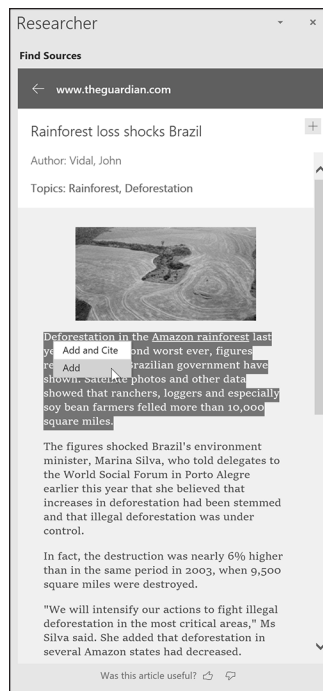 Researcher
Find Sources
www.theguardian.com
Rainforest loss shocks Brazil
Author: Vidal, John
Topics: Rainforest, Deforestation
Deforestation in the Amazon rainforest last
ye
Add and Cite
ond worst ever, figures
re
Add
Brazilian government have
shown. Satellite photos and other data
showed that ranchers, loggers and especially
soy bean farmers felled more than 10,000
square miles.
The figures shocked Brazil's environment
minister, Marina Silva, who told delegates to
the World Social Forum in Porto Alegre
earlier this year that she believed that
increases in deforestation had been stemmed
and that illegal deforestation was under
control.
In fact, the destruction was nearly 6% higher
than in the same period in 2003, when 9,500
square miles were destroyed.
"We will intensify our actions to fight illegal
deforestation in the most critical areas," Ms
Silva said. She added that deforestation in
several Amazon states had decreased.
Was this article useful?